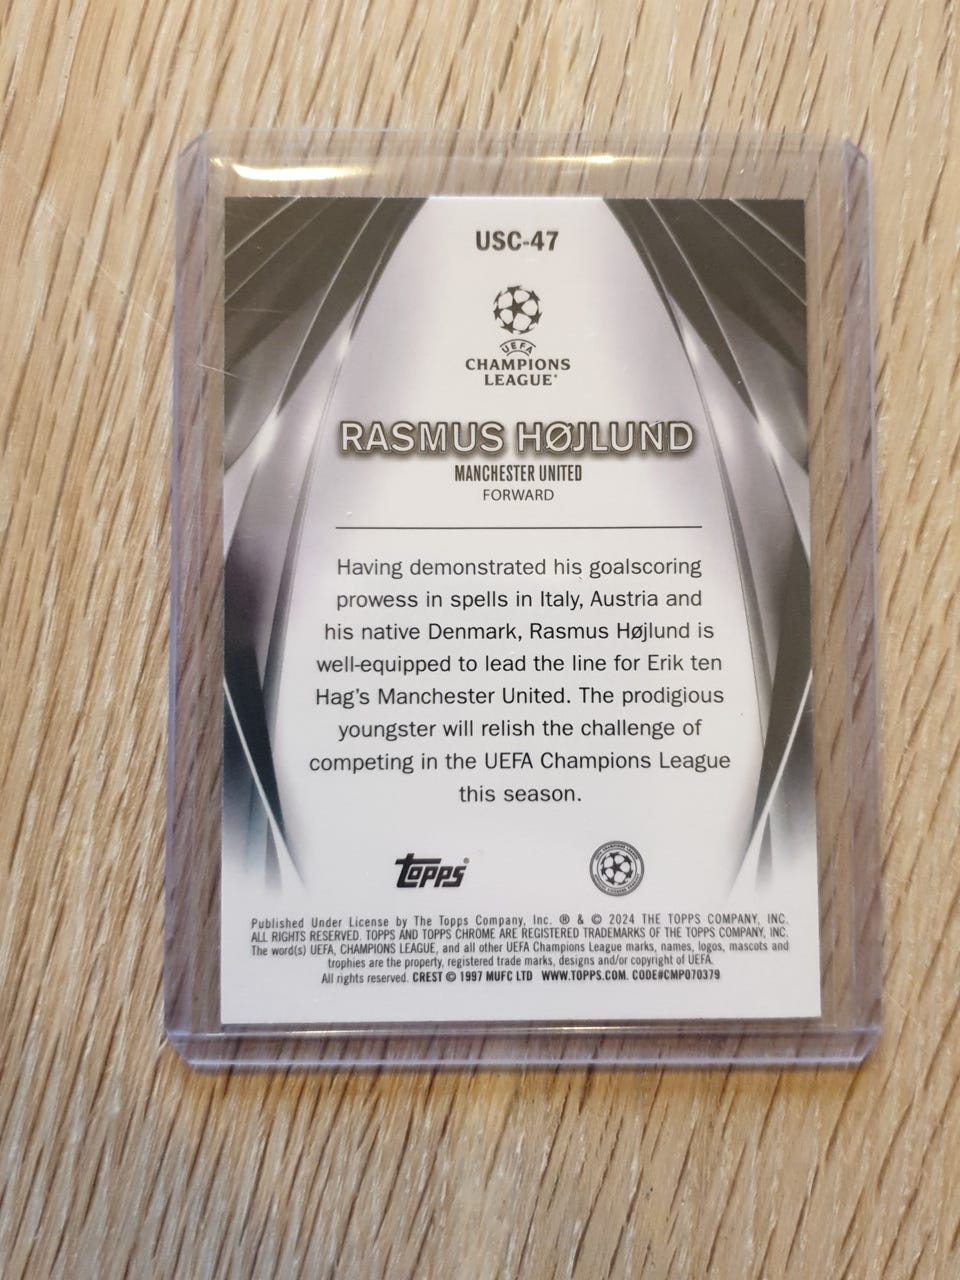 USC-47
UEFA
CHAMPIONS
LEAGUE®
RASMUS HØJLUND
MANCHESTER UNITED
FORWARD
Having demonstrated his goalscoring
prowess in spells in Italy, Austria and
his native Denmark, Rasmus Højlund is
well-equipped to lead the line for Erik ten
Hag's Manchester United. The prodigious
youngster will relish the challenge of
competing in the UEFA Champions League
this season.
Topps®
Published Under License by The Topps Company, Inc. ® & © 2024 THE TOPPS COMPANY, INC.
ALL RIGHTS RESERVED. TOPPS AND TOPPS CHROME ARE REGISTERED TRADEMARKS OF THE TOPPS COMPANY, INC.
The word(s) UEFA, CHAMPIONS LEAGUE, and all other UEFA Champions League marks, names, logos, mascots and
trophies are the property, registered trade marks, designs and/or copyright of UEFA.
All rights reserved. CREST © 1997 MUFC LTD WWW.TOPPS.COM. CODE#CMP070379